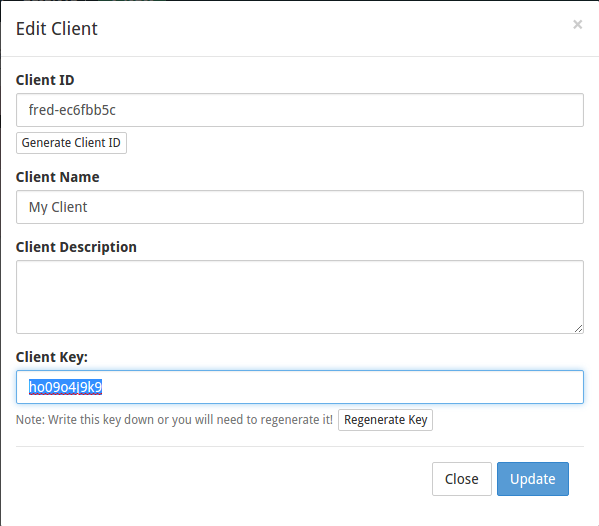 Edit Client
×
Client ID
fred-ec6fbb5c
Generate Client ID
Client Name
My Client
Client Description
Client Key:
ho09o4j9k9
Note: Write this key down or you will need to regenerate it! Regenerate Key
Close Update